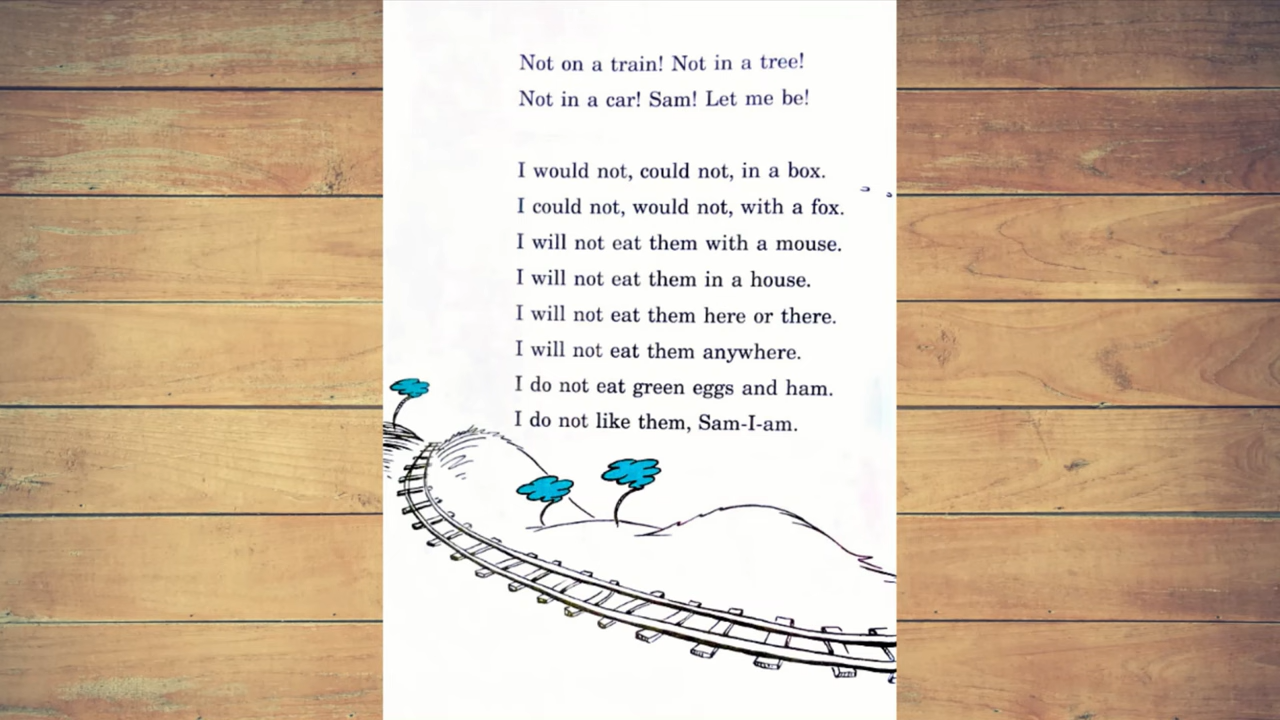 Not on a train! Not in a tree!
Not in a car! Sam! Let me be!
I would not, could not, in a box.
I could not, would not, with a fox.
I will not eat them with a mouse.
I will not eat them in a house.
I will not eat them here or there.
I will not eat them anywhere.
I do not eat green eggs and ham.
I do not like them, Sam-I-am.